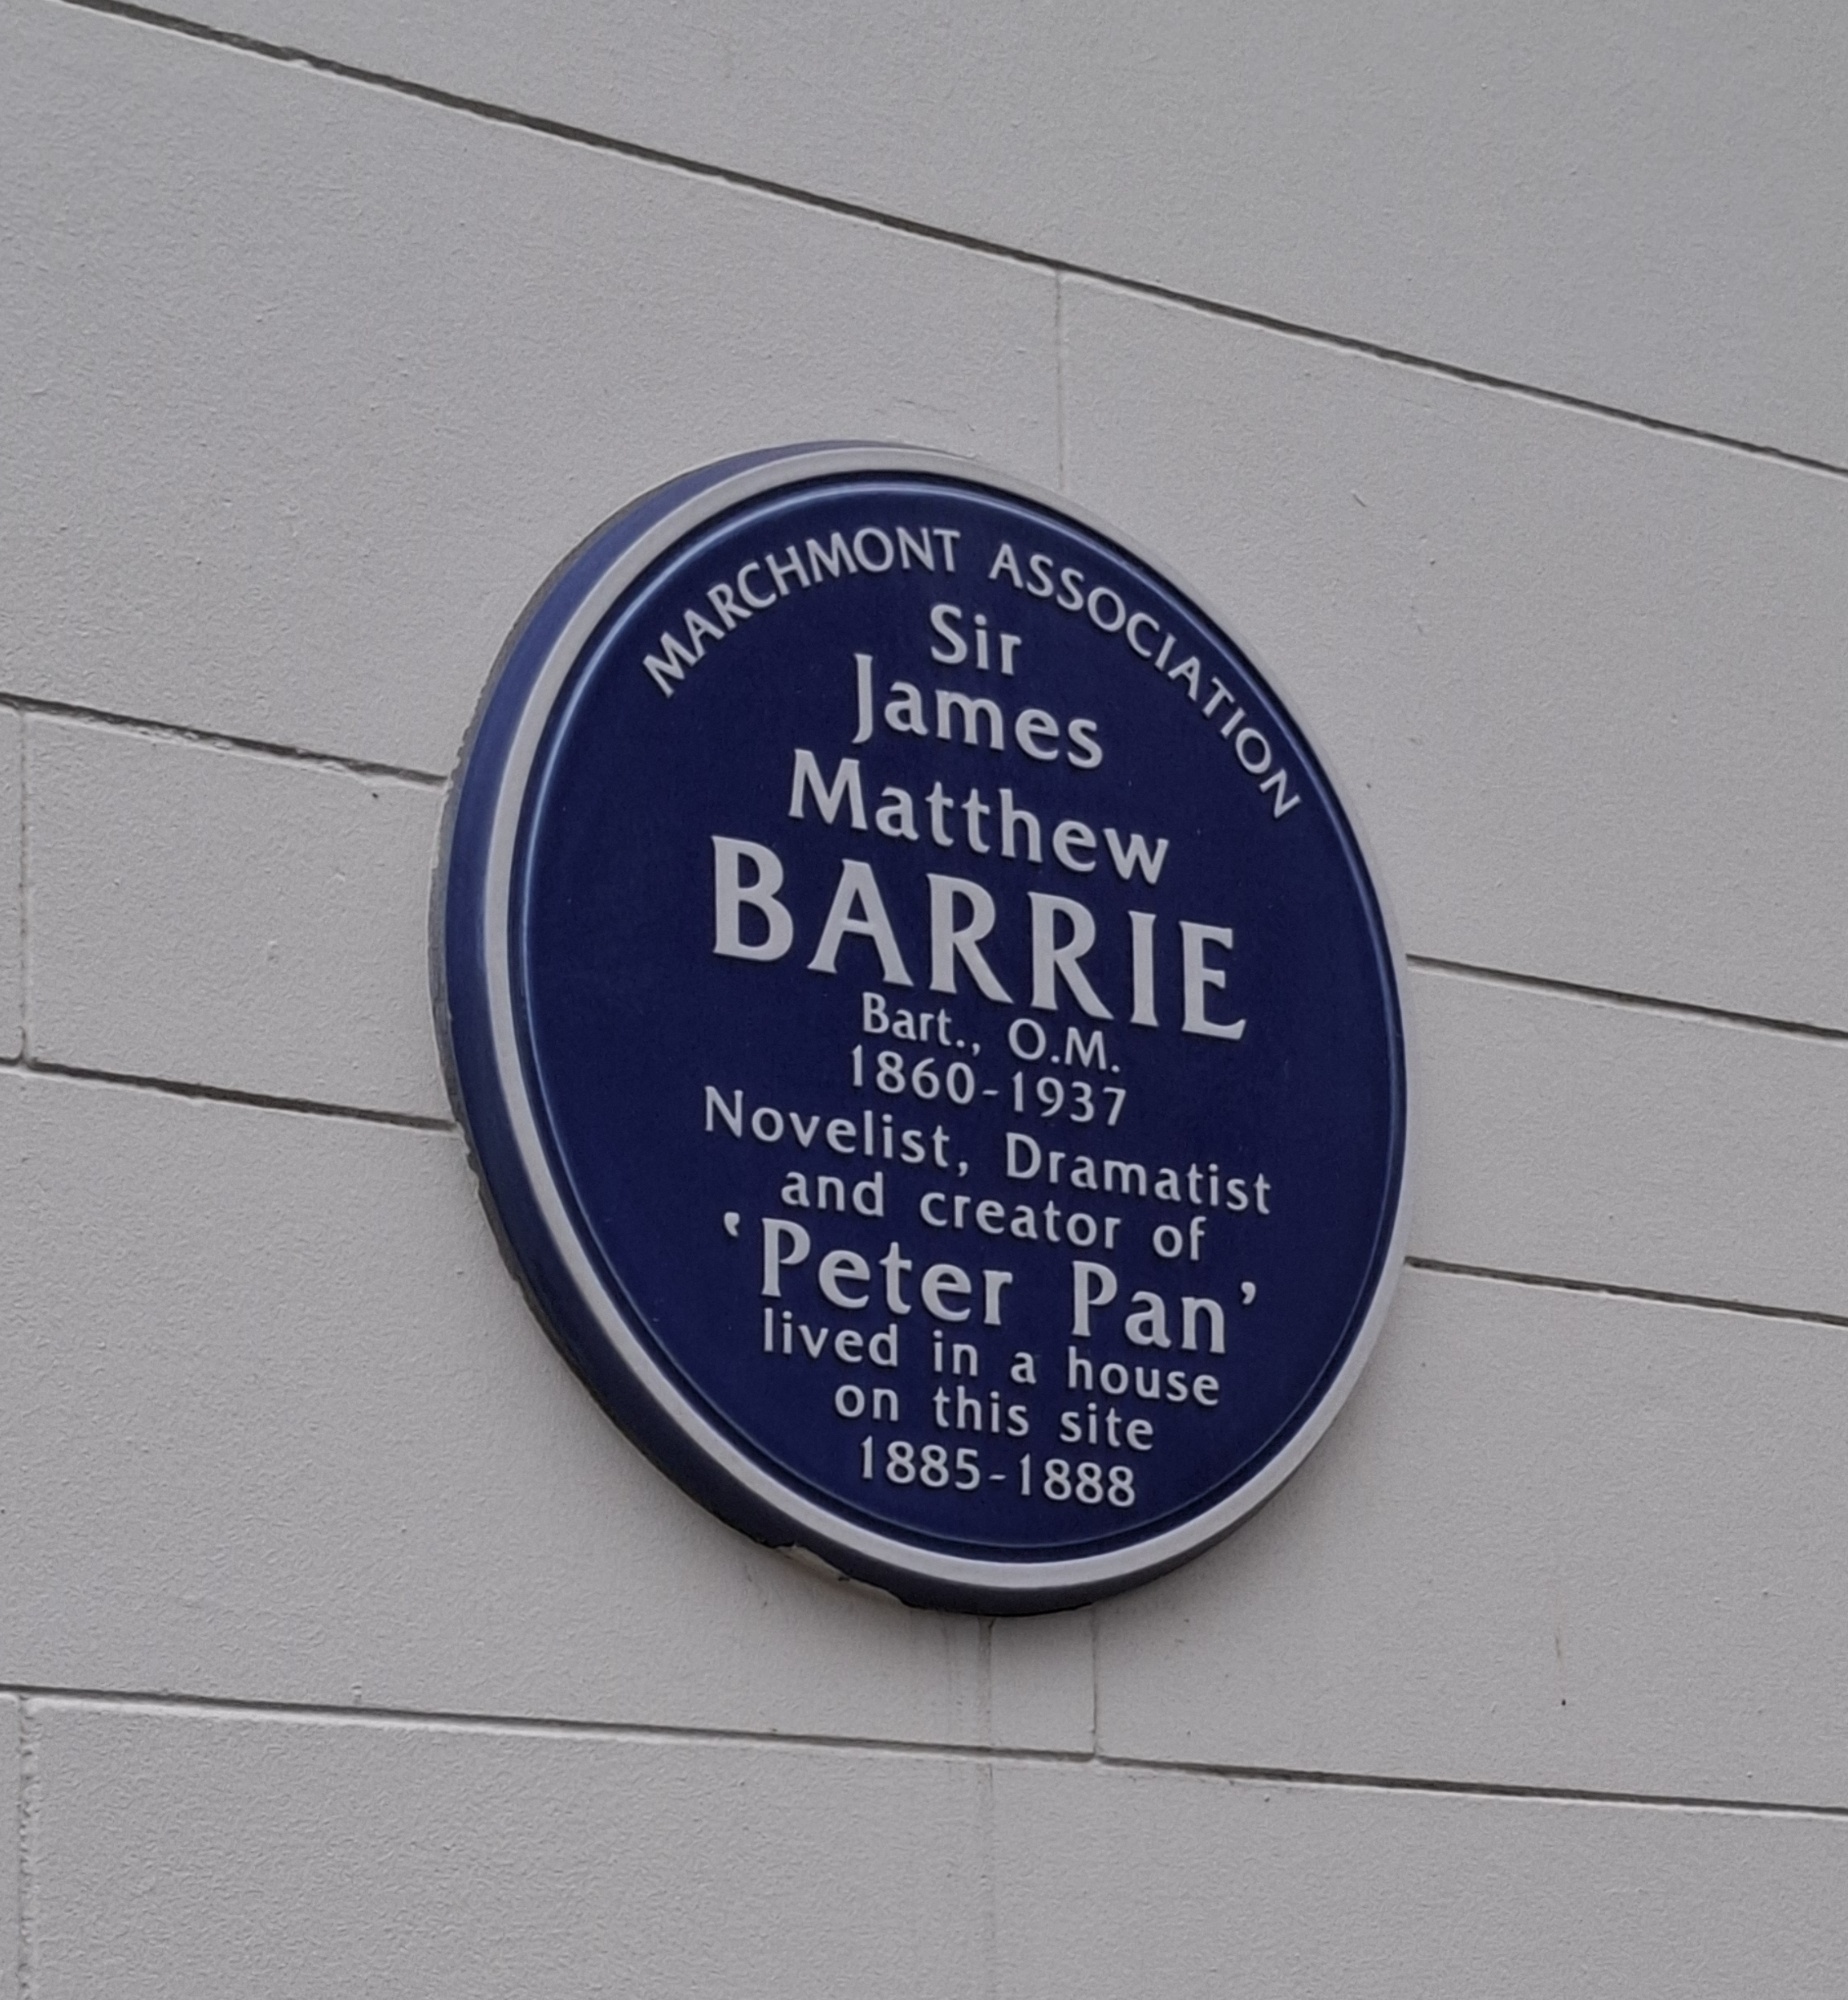 MARCHMONT ASSOCIATION
Sir
James
Matthew
BARRIE
Bart., O.M.
1860-1937
Novelist, Dramatist
and creator of
‘Peter Pan’
lived in a house
on this site
1885-1888